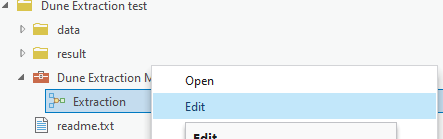 Dune Extraction test
data
result
Dune Extraction M
Open
Extraction
Edit
readme.txt
Edit